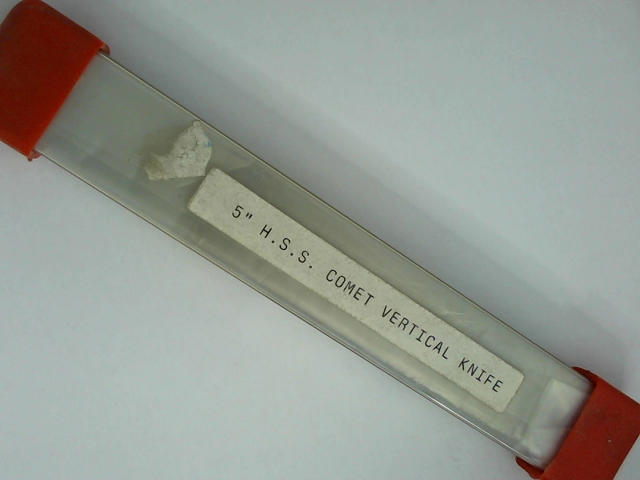 5" H.S.S. COMET VERTICAL KNIFE